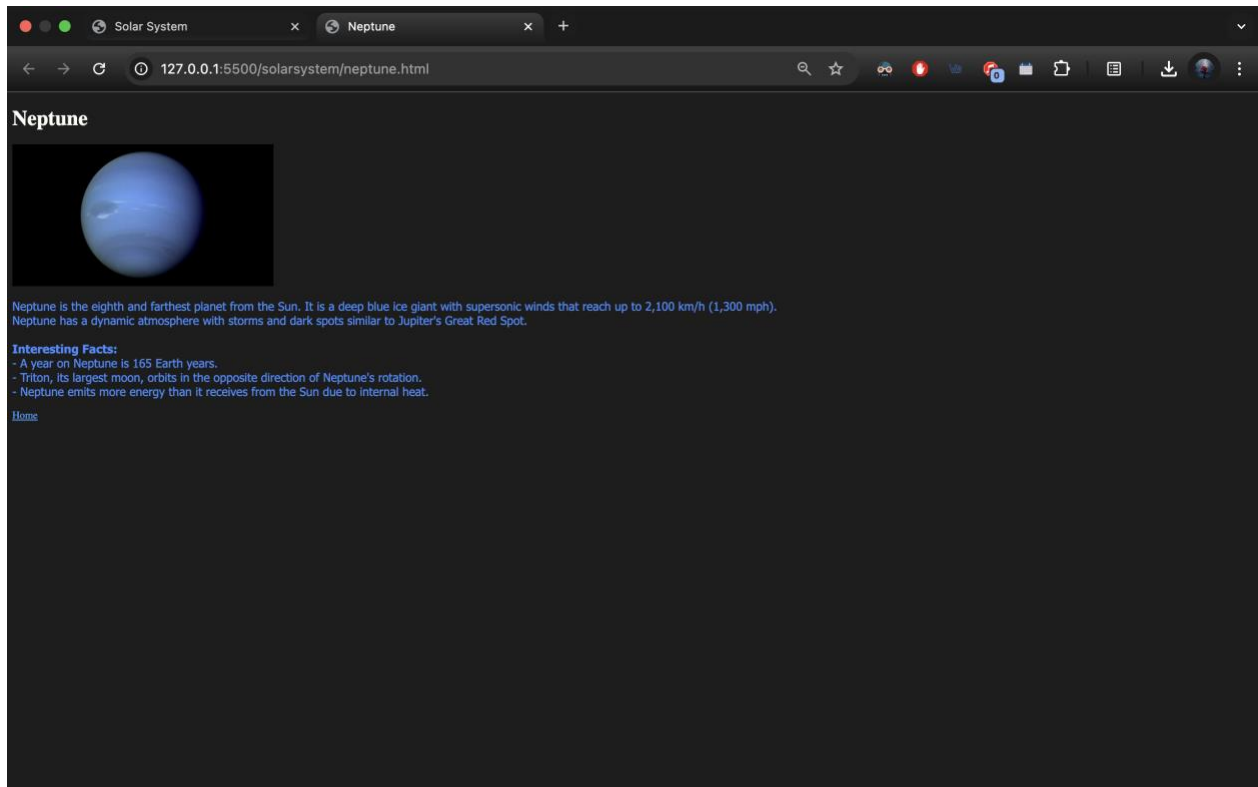 Solar System
Neptune
127.0.0.1:5500/solarsystem/neptune.html
0
Neptune
Neptune is the eighth and farthest planet from the Sun. It is a deep blue ice giant with supersonic winds that reach up to 2,100 km/h (1,300 mph).
Neptune has a dynamic atmosphere with storms and dark spots similar to Jupiter's Great Red Spot.
Interesting Facts:
- A year on Neptune is 165 Earth years.
- Triton, its largest moon, orbits in the opposite direction of Neptune's rotation.
- Neptune emits more energy than it receives from the Sun due to internal heat.
Home